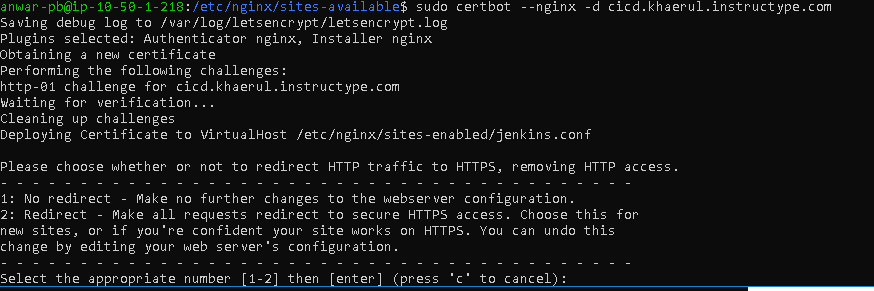 anwar-pb@ip-10-50-1-218:/etc/nginx/sites-available$ sudo certbot --nginx -d cicd.khaerul.instructype.com
Saving debug log to /var/log/letsencrypt/letsencrypt.log
Plugins selected: Authenticator nginx, Installer nginx
Obtaining a new certificate
Performing the following challenges:
http-01 challenge for cicd.khaerul.instructype.com
Waiting for verification...
Cleaning up challenges
Deploying Certificate to VirtualHost /etc/nginx/sites-enabled/jenkins.conf
Please choose whether or not to redirect HTTP traffic to HTTPS, removing HTTP access.
- - - - - - - - - - - - - - - - - - - - - - - - - - - - - - - - - - - - - - - -
1: No redirect - Make no further changes to the webserver configuration.
2: Redirect - Make all requests redirect to secure HTTPS access. Choose this for
new sites, or if you're confident your site works on HTTPS. You can undo this
change by editing your web server's configuration.
- - - - - - - - - - - - - - - - - - - - - - - - - - - - - - - - - - - - - - - -
Select the appropriate number [1-2] then [enter] (press 'c' to cancel):